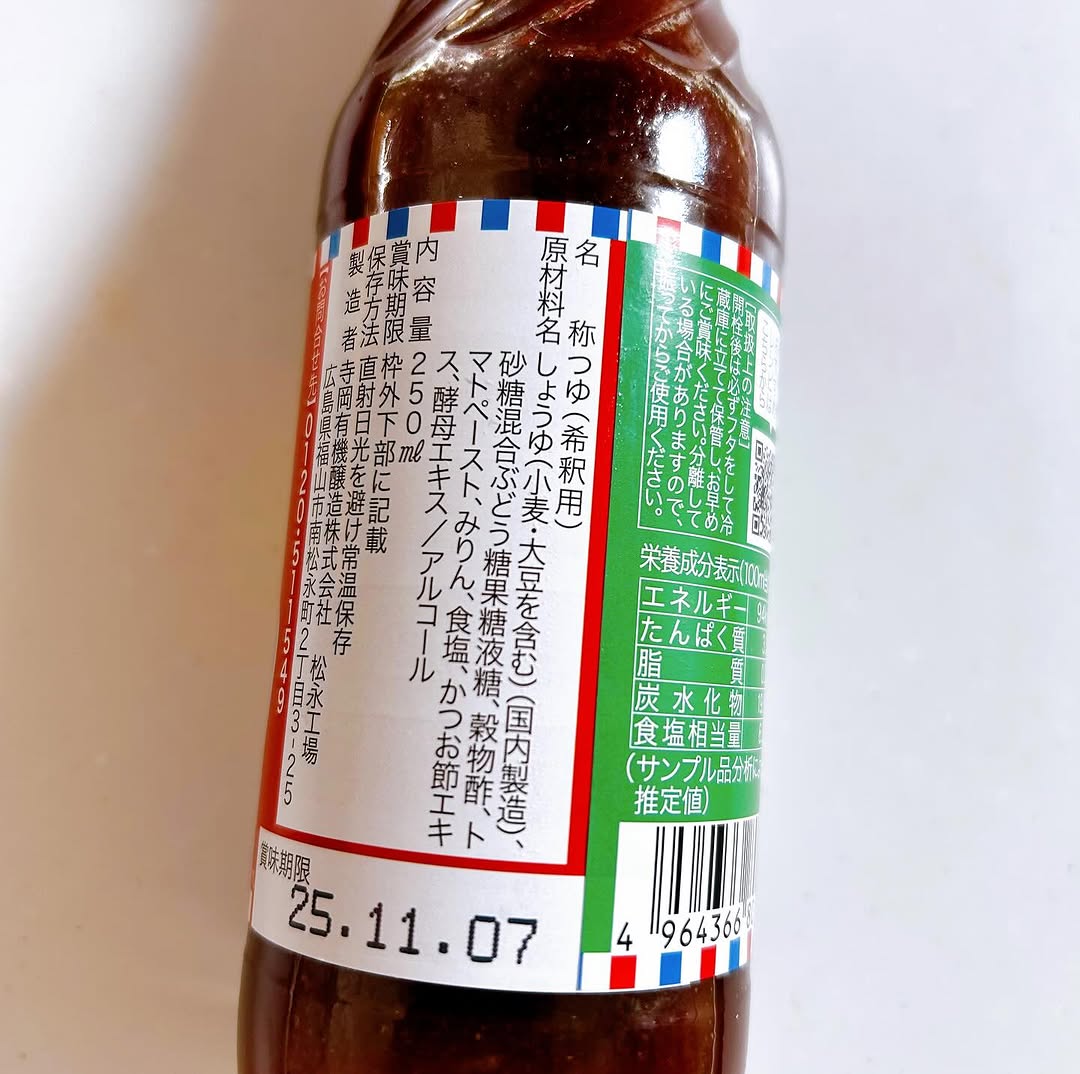 【取扱上の注意】
開栓後は必ずフタをして冷
蔵庫に立てて保管し、お早め
にご賞味ください。分離して
いる場合がありますので、
振ってからご使用ください。
栄養成分表示(100mℓ
エネルギー
たんぱく質
脂質
炭水化物
食塩相当量
(サンプル品分析に
推定値)
4 964366
名称 つゆ(希釈用)
原材料名 しょうゆ(小麦・大豆を含む)(国内製造)、
砂糖混合ぶどう糖果糖液糖、穀物酢、ト
マトペースト、みりん、食塩、かつお節エキ
ス、酵母エキス/アルコール
内容量 250㎖
賞味期限 枠外下部に記載
保存方法 直射日光を避け常温保存
製造者 寺岡有機醸造株式会社 松永工場
広島県福山市南松永町2丁目3-25
【お問合せ先】0120・511549
賞味期限
25.11.07